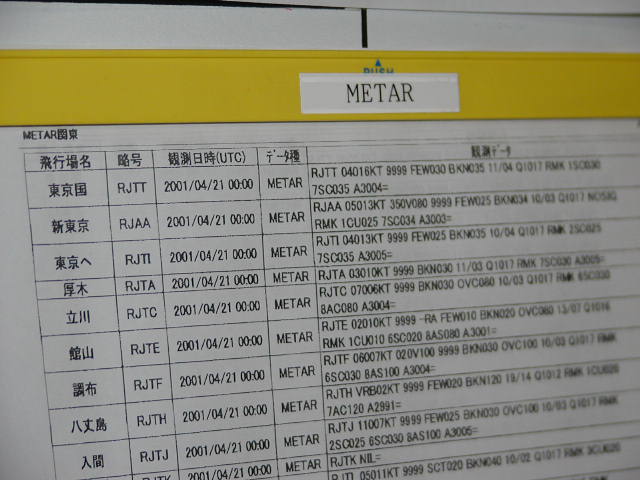 PUSH
METAR
METAR関東
飛行場名 略号 観測日時(UTC) ﾃﾞｰﾀ種 観測ﾃﾞｰﾀ
東京国 RJTT 2001/04/21 00:00 METAR RJTT 04016KT 9999 FEW030 BKN035 11/04 Q1017 RMK 1SC030
7SC035 A3004=
新東京 RJAA 2001/04/21 00:00 METAR RJAA 05013KT 350V080 9999 FEW025 BKN034 10/03 Q1017 NOSIG
RMK 1CU025 7SC034 A3003=
東京ヘ RJTI 2001/04/21 00:00 METAR RJTI 04013KT 9999 FEW025 BKN035 10/04 Q1017 RMK 2SC025
7SC035 A3005=
厚木 RJTA 2001/04/21 00:00 METAR RJTA 03010KT 9999 BKN030 11/03 Q1017 RMK 7SC030 A3005=
立川 RJTC 2001/04/21 00:00 METAR RJTC 07006KT 9999 BKN030 OVC080 10/03 Q1017 RMK 6SC030
8AC080 A3004=
館山 RJTE 2001/04/21 00:00 METAR RJTE 02010KT 9999 -RA FEW010 BKN020 OVC080 13/07 Q1016
RMK 1CU010 6SC020 8AS080 A3001=
調布 RJTF 2001/04/21 00:00 METAR RJTF 06007KT 020V100 9999 BKN030 OVC100 10/03 Q1017 RMK
6SC030 8AS100 A3004=
八丈島 RJTH 2001/04/21 00:00 METAR RJTH VRB02KT 9999 FEW020 BKN120 19/14 Q1012 RMK 1CU020
7AC120 A2991=
入間 RJTJ 2001/04/21 00:00 METAR RJTJ 11007KT 9999 FEW025 BKN030 OVC100 10/03 Q1017 RMK
2SC025 6SC030 8AS100 A3005=
RJTK 2001/04/21 00:00 METAR RJTK NIL=
RJTL 05011KT 9999 SCT020 BKN040 10/02 Q1017 RMK 3CU020